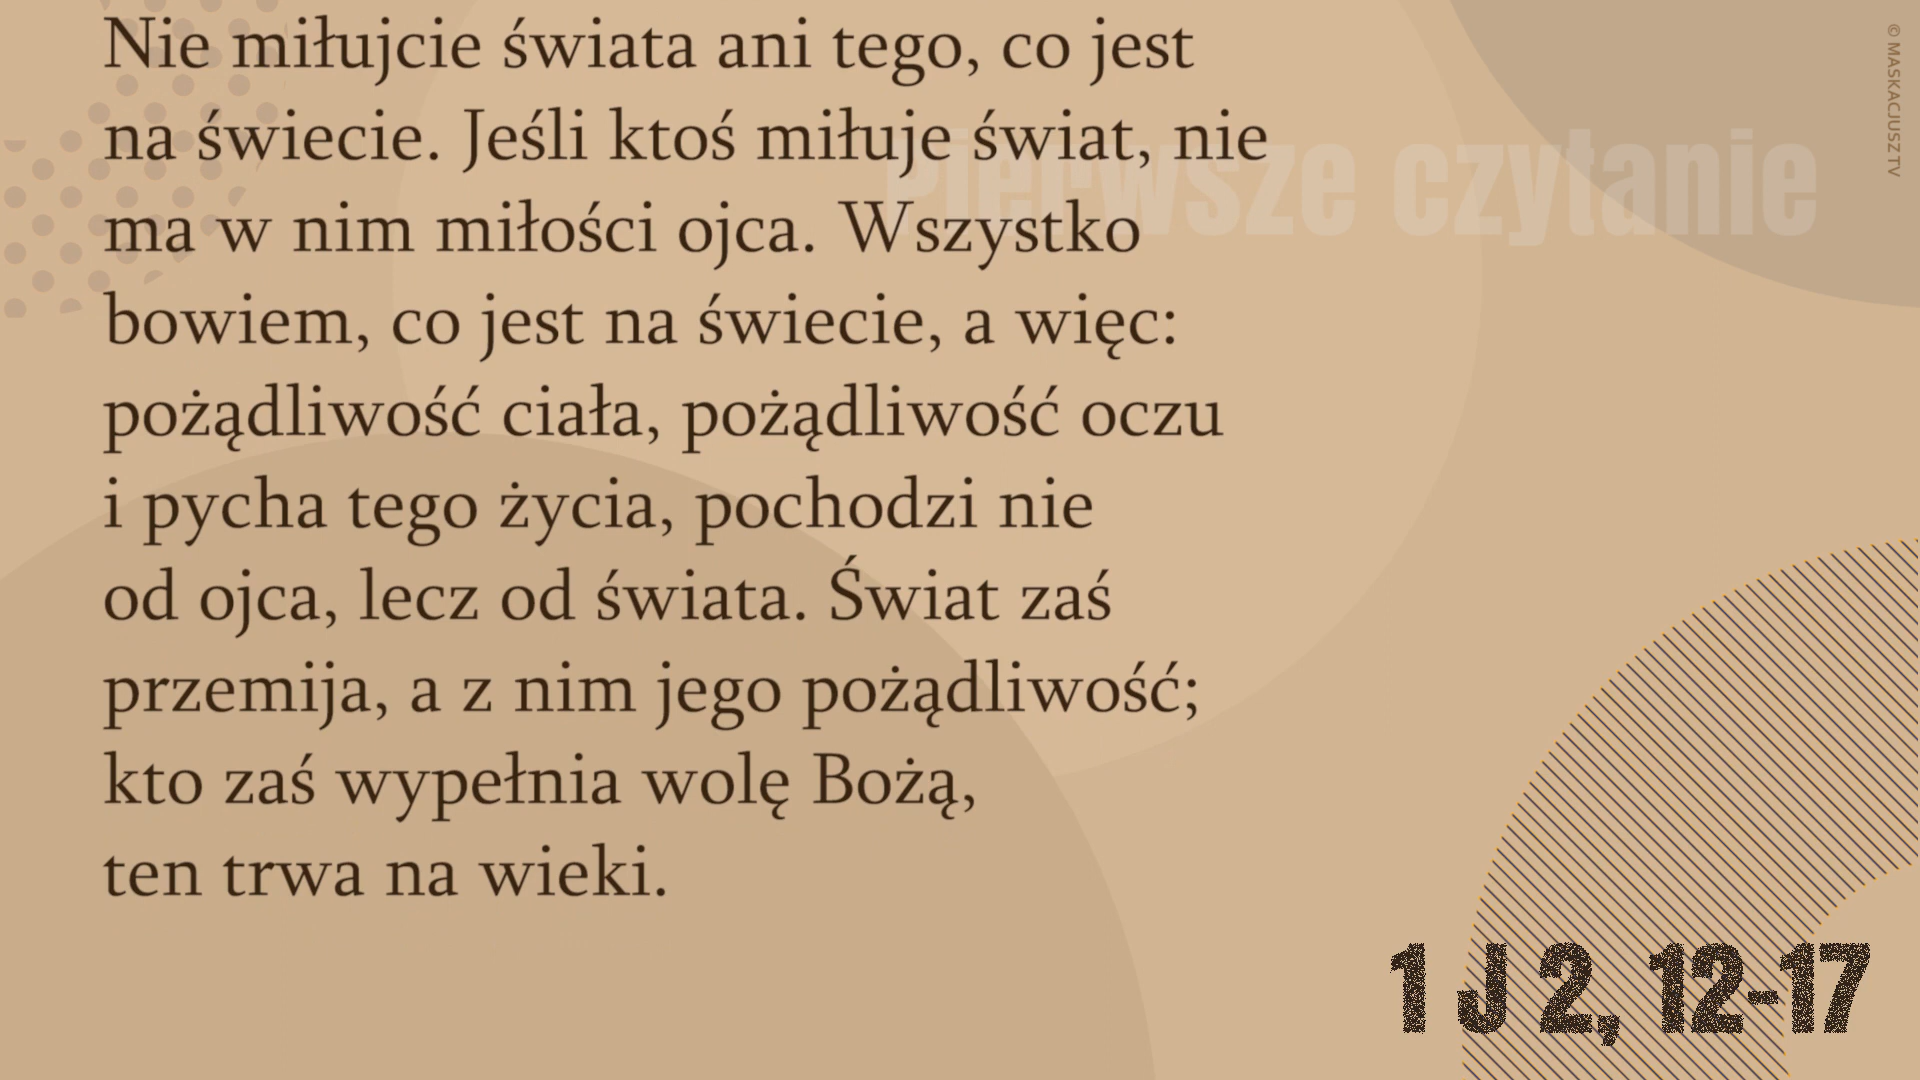 Nie miłujcie świata ani tego, co jest
na świecie. Jeśli ktoś miłuje świat, nie
ma w nim miłości ojca. Wszystko
bowiem, co jest na świecie, a więc:
pożądliwość ciała, pożądliwość oczu
i pycha tego życia, pochodzi nie
od ojca, lecz od świata. Świat zaś
przemija, a z nim jego pożądliwość;
kto zaś wypełnia wolę Bożą,
ten trwa na wieki.
Pierwsze czytanie
© MASKACJUSZ TV
1 J 2, 12-17